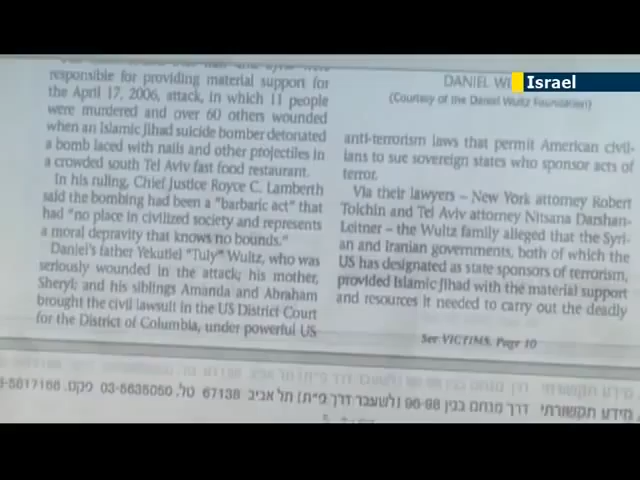 responsible for providing material support for
the April 17, 2006, attack, in which 11 people
were murdered and over 60 others wounded
when an Islamic Jihad suicide bomber detonated
a bomb laced with nails and other projectiles in
a crowded south Tel Aviv fast food restaurant.
In his ruling, Chief Justice Royce C. Lamberth
said the bombing had been a "barbaric act" that
had "no place in civilized society and represents
a moral depravity that knows no bounds."
Daniel's father Yekutiel "Tuly" Wultz, who was
seriously wounded in the attack; his mother,
Sheryl; and his siblings Amanda and Abraham
brought the civil lawsuit in the US District Court
for the District of Columbia, under powerful US
DANIEL
Israel
(Courtesy of the Daniel Wultz Foundation)
anti-terrorism laws that permit American civil-
ians to sue sovereign states who sponsor acts of
terror.
Via their lawyers – New York attorney Robert
Tolchin and Tel Aviv attorney Nitsana Darshan-
Leitner – the Wultz family alleged that the Syri-
an and Iranian governments, both of which the
US has designated as state sponsors of terrorism,
provided Islamic Jihad with the material support
and resources it needed to carry out the deadly
See VICTIMS, Page 10
מידע תקשורתי דרך מנחם בגין 96-98 (לשעבר דרך פ"ת) תל אביב 67138 טל. 03-5635050 פקס. 3-5617166